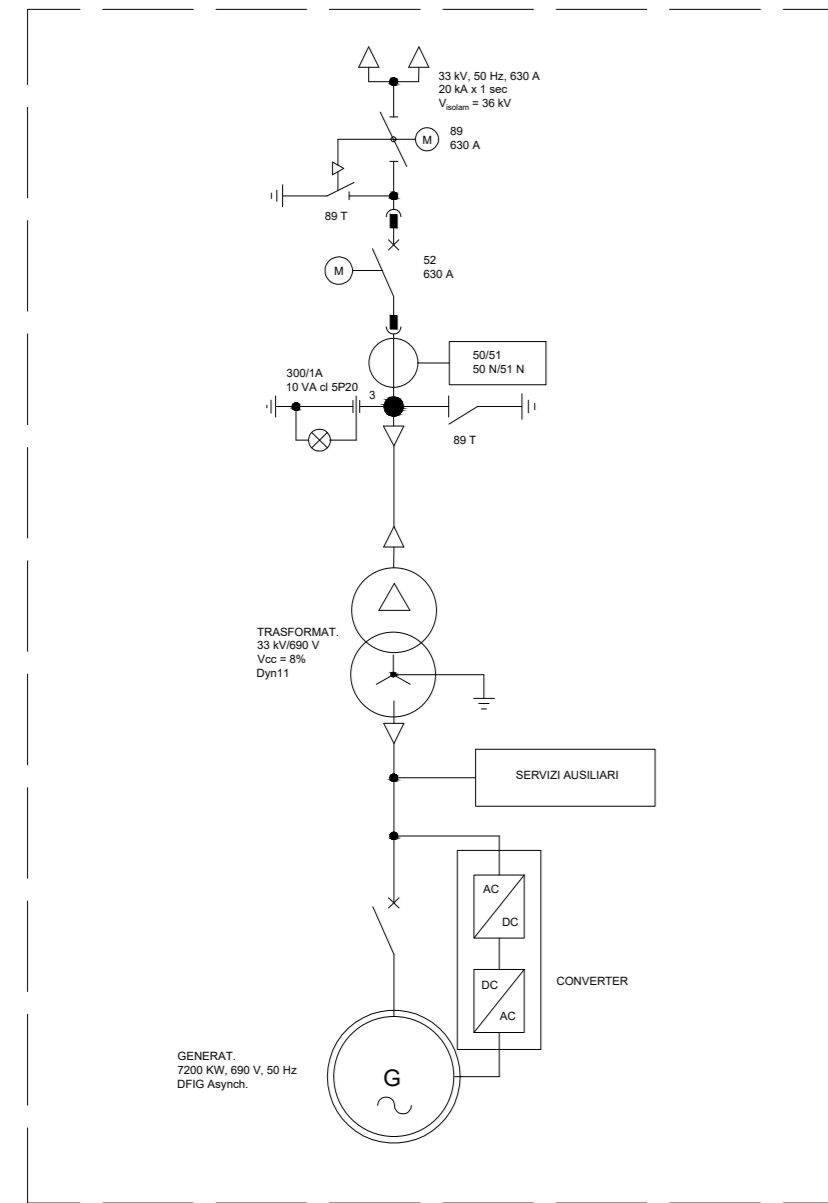 33 kV, 50 Hz, 630 A
20 kA x 1 sec
Visolam = 36 kV
89
630 A
M
89 T
52
630 A
M
50/51
50 N/51 N
300/1A
10 VA cl 5P20
3
89 T
TRASFORMAT.
33 kV/690 V
Vcc = 8%
Dyn11
SERVIZI AUSILIARI
AC
DC
DC
AC
CONVERTER
GENERAT.
7200 KW, 690 V, 50 Hz
DFIG Asynch.
G